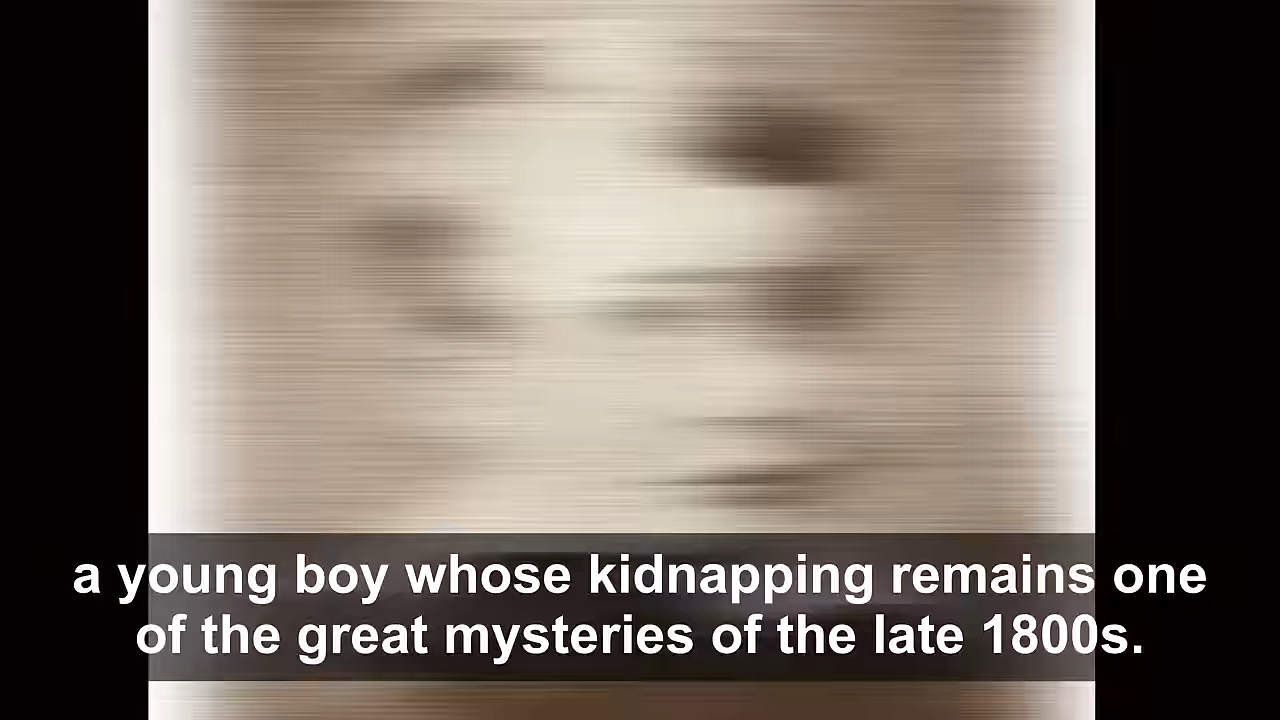 a young boy whose kidnapping remains one
of the great mysteries of the late 1800s.